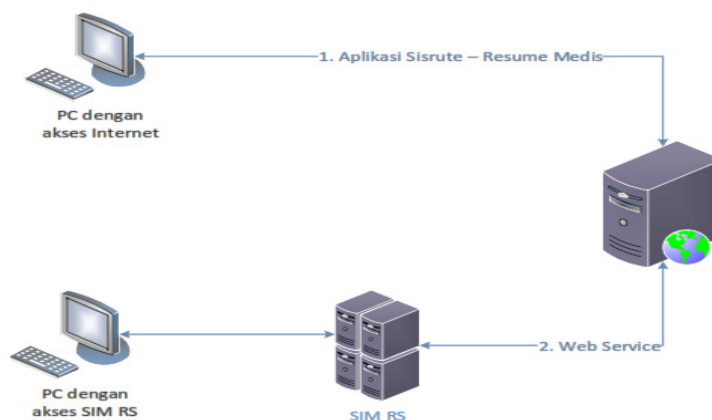 1. Aplikasi Sisrute – Resume Medis
PC dengan
akses Internet
2. Web Service
PC dengan
akses SIM RS
SIM RS